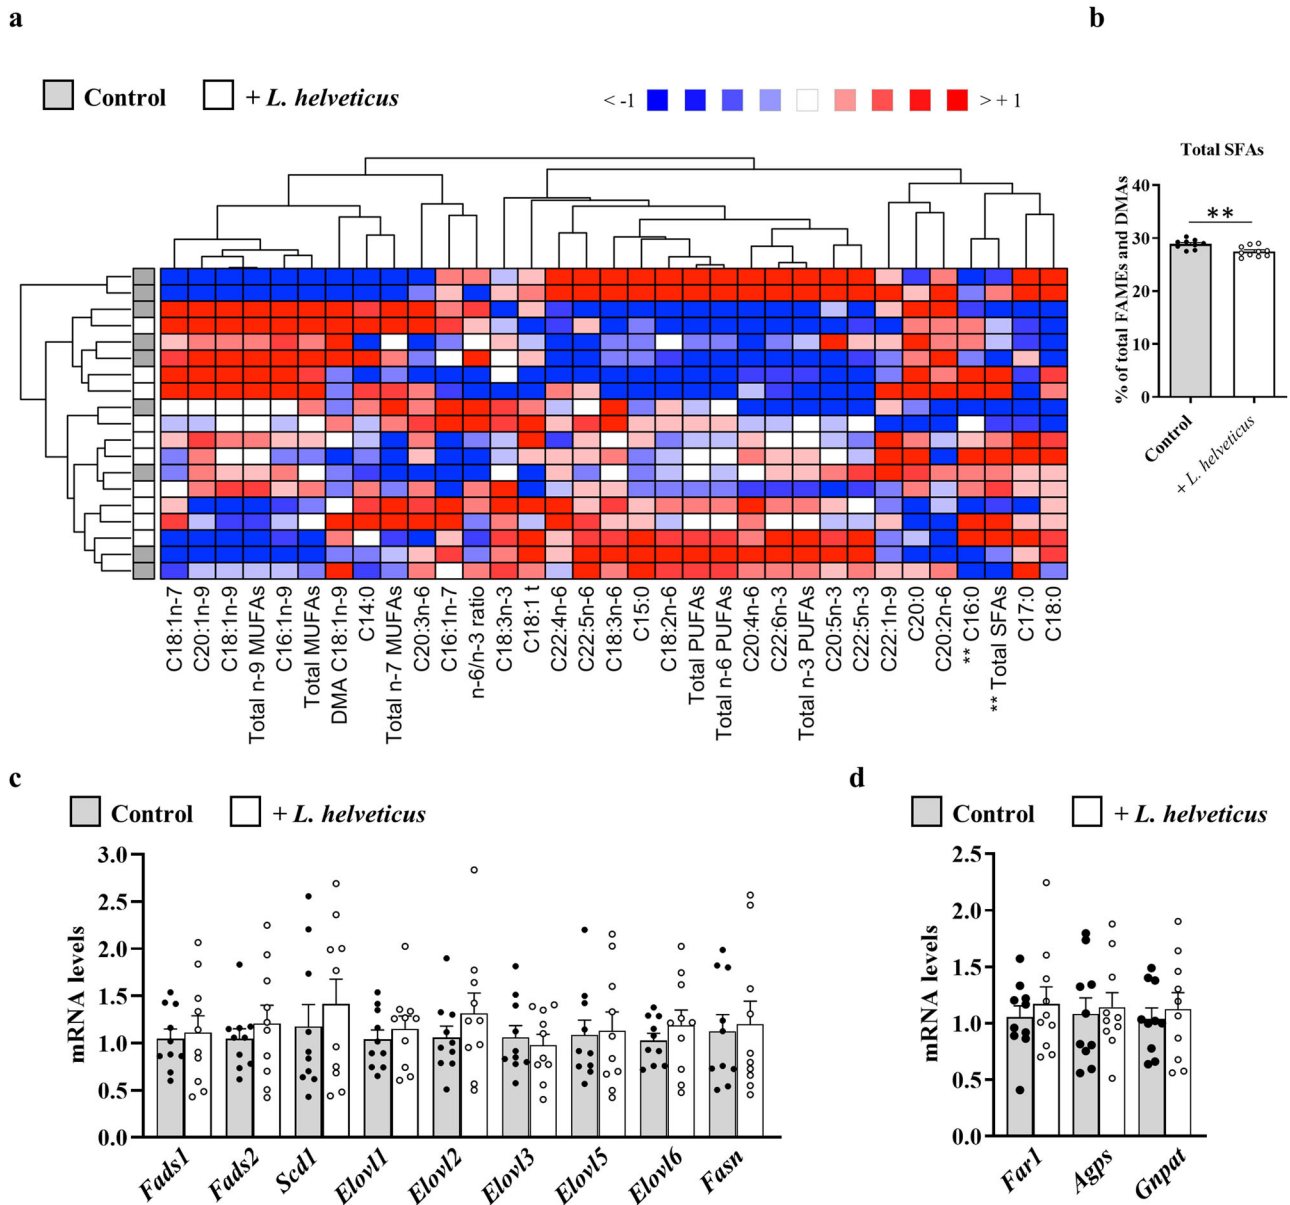 a
b
Control
+ L. helveticus
< -1
> + 1
Total SFAs
% of total FAMEs and DMAs
40
30
20
10
0
**
Control
+ L. helveticus
C18:1n-7
C20:1n-9
C18:1n-9
Total n-9 MUFAs
C16:1n-9
Total MUFAs
DMA C18:1n-9
C14:0
Total n-7 MUFAs
C20:3n-6
C16:1n-7
n-6/n-3 ratio
C18:3n-3
C18:1 t
C22:4n-6
C22:5n-6
C18:3n-6
C15:0
C18:2n-6
Total PUFAs
Total n-6 PUFAs
C20:4n-6
C22:6n-3
Total n-3 PUFAs
C20:5n-3
C22:5n-3
C22:1n-9
C20:0
C20:2n-6
** C16:0
** Total SFAs
C17:0
C18:0
c
Control
+ L. helveticus
mRNA levels
3.0
2.5
2.0
1.5
1.0
0.5
0.0
Fads1
Fads2
Scd1
Elovl1
Elovl2
Elovl3
Elovl5
Elovl6
Fasn
d
Control
+ L. helveticus
mRNA levels
2.5
2.0
1.5
1.0
0.5
0.0
Far1
Agps
Gnpat